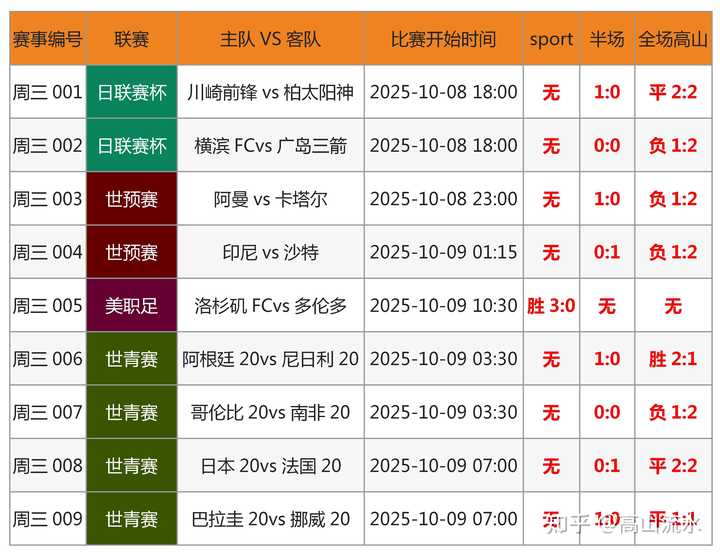 赛事编号 联赛 主队 VS 客队 比赛开始时间 sport 半场 全场高山
周三 001 日联赛杯 川崎前锋 vs 柏太阳神 2025-10-08 18:00 无 1:0 平 2:2
周三 002 日联赛杯 横滨 FCvs 广岛三箭 2025-10-08 18:00 无 0:0 负 1:2
周三 003 世预赛 阿曼 vs 卡塔尔 2025-10-08 23:00 无 1:0 负 1:2
周三 004 世预赛 印尼 vs 沙特 2025-10-09 01:15 无 0:1 负 1:2
周三 005 美职足 洛杉矶 FCvs 多伦多 2025-10-09 10:30 胜 3:0 无 无
周三 006 世青赛 阿根廷 20vs 尼日利 20 2025-10-09 03:30 无 1:0 胜 2:1
周三 007 世青赛 哥伦比 20vs 南非 20 2025-10-09 03:30 无 0:0 负 1:2
周三 008 世青赛 日本 20vs 法国 20 2025-10-09 07:00 无 0:1 平 2:2
周三 009 世青赛 巴拉圭 20vs 挪威 20 2025-10-09 07:00 无 1:0 平 1:1
知乎 @高山流水